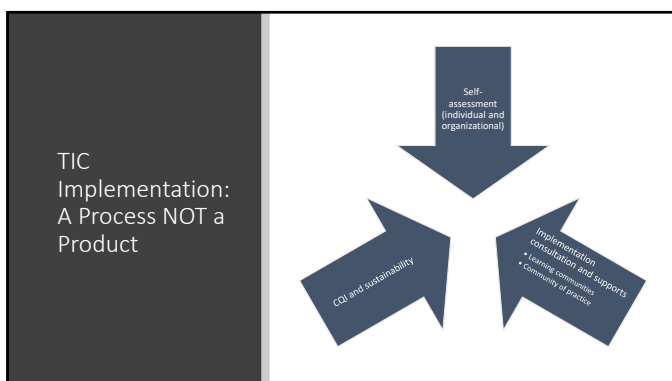 TIC
Implementation:
A Process NOT a
Product
Self-
assessment
(individual and
organizational)
Implementation
consultation and supports
• Learning communities
• Community of practice
CQI and sustainability